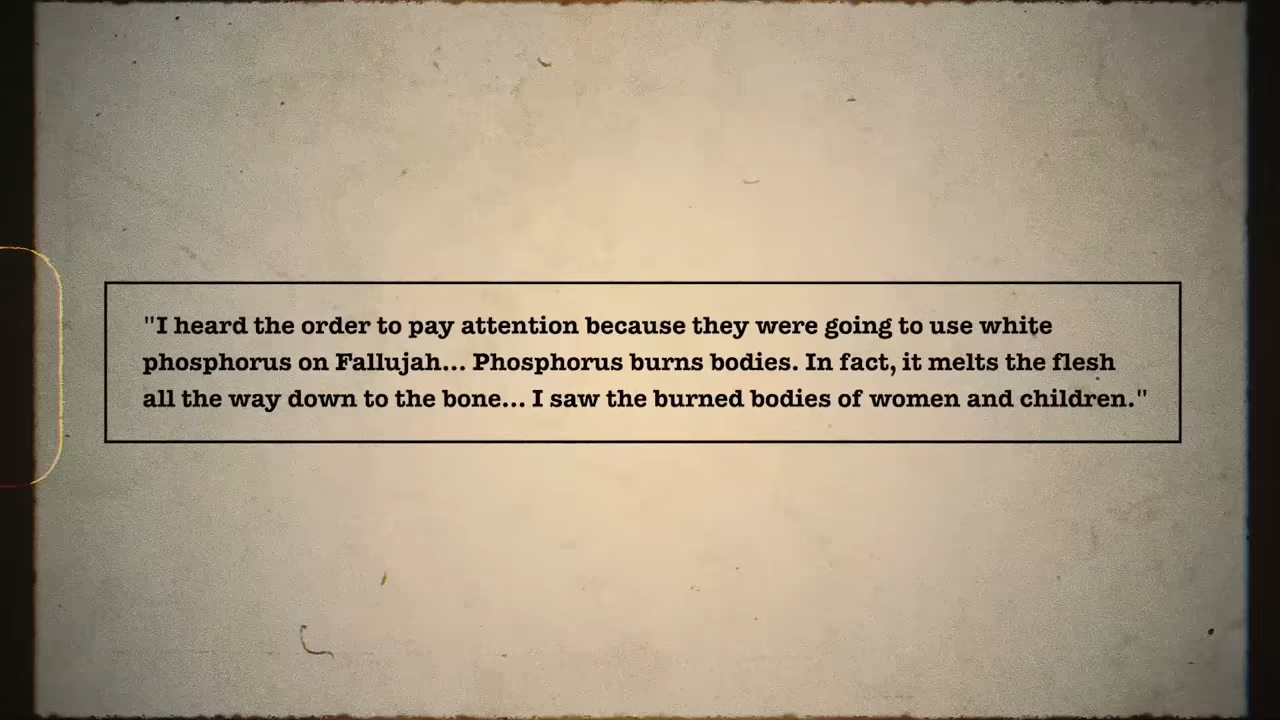 "I heard the order to pay attention because they were going to use white
phosphorus on Fallujah... Phosphorus burns bodies. In fact, it melts the flesh
all the way down to the bone... I saw the burned bodies of women and children."